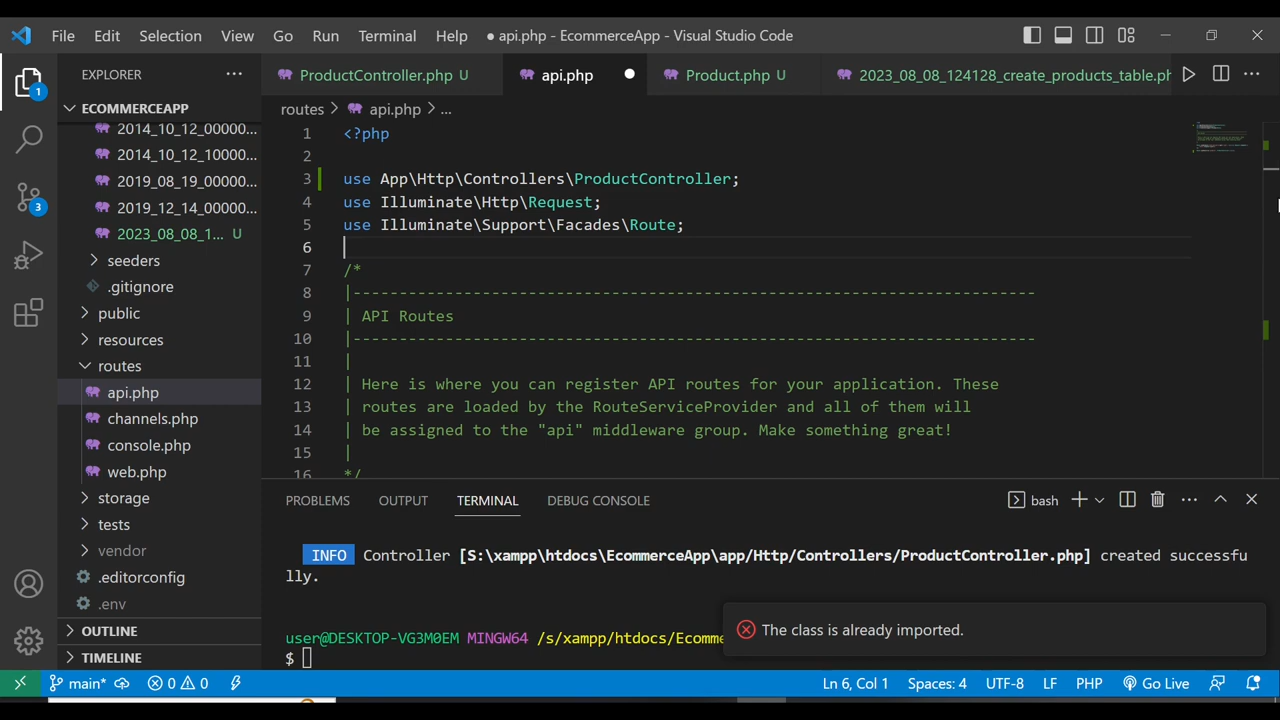 File Edit Selection View Go Run Terminal Help ● api.php - EcommerceApp - Visual Studio Code
EXPLORER ...
ProductController.php U
api.php ●
Product.php U
2023_08_08_124128_create_products_table.ph
1
ECOMMERCEAPP
2014_10_12_00000...
2014_10_12_10000...
2019_08_19_00000...
2019_12_14_00000...
2023_08_08_1... U
seeders
.gitignore
public
resources
routes
api.php
channels.php
console.php
web.php
storage
tests
vendor
.editorconfig
.env
OUTLINE
TIMELINE
3
routes > api.php > ...
1 <?php
2
3 use App\Http\Controllers\ProductController;
4 use Illuminate\Http\Request;
5 use Illuminate\Support\Facades\Route;
6
7 /*
8 |--------------------------------------------------------------------------
9 | API Routes
10 |--------------------------------------------------------------------------
11 |
12 | Here is where you can register API routes for your application. These
13 | routes are loaded by the RouteServiceProvider and all of them will
14 | be assigned to the "api" middleware group. Make something great!
15 |
16 */
PROBLEMS OUTPUT TERMINAL DEBUG CONSOLE
bash
INFO Controller [S:\xampp\htdocs\EcommerceApp\app/Http/Controllers/ProductController.php] created successfu
lly.
user@DESKTOP-VG3M0EM MINGW64 /s/xampp/htdocs/Ecomme
$
The class is already imported.
main* 0 0 Ln 6, Col 1 Spaces: 4 UTF-8 LF PHP Go Live